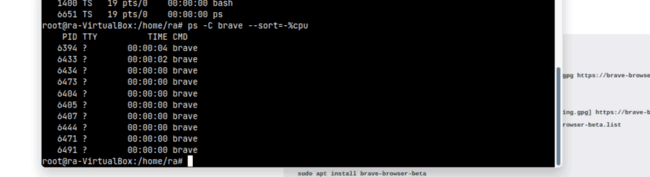 1400 TS 19 pts/0 00:00:00 bash
6651 TS 19 pts/0 00:00:00 ps
root@ra-VirtualBox:/home/ra# ps -C brave --sort=-%cpu
PID TTY TIME CMD
6394 ? 00:00:04 brave
6433 ? 00:00:02 brave
6434 ? 00:00:00 brave
6473 ? 00:00:00 brave
6404 ? 00:00:00 brave
6405 ? 00:00:00 brave
6407 ? 00:00:00 brave
6444 ? 00:00:00 brave
6471 ? 00:00:00 brave
6491 ? 00:00:00 brave
root@ra-VirtualBox:/home/ra#
gpg https://brave-browse
ing.gpg] https://brave-b
rowser-beta.list
sudo apt install brave-browser-beta